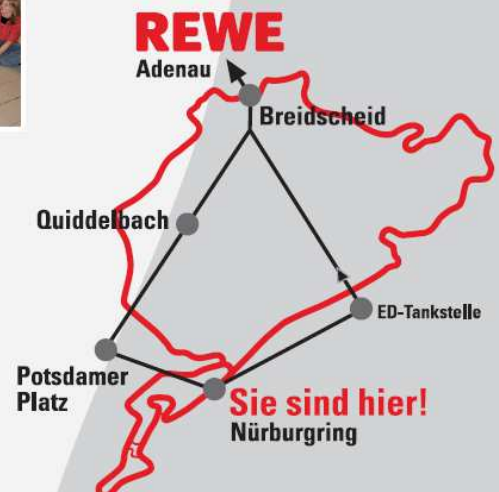 REWE
Adenau
Breidscheid
Quiddelbach
ED-Tankstelle
Potsdamer
Platz
Sie sind hier!
Nürburgring